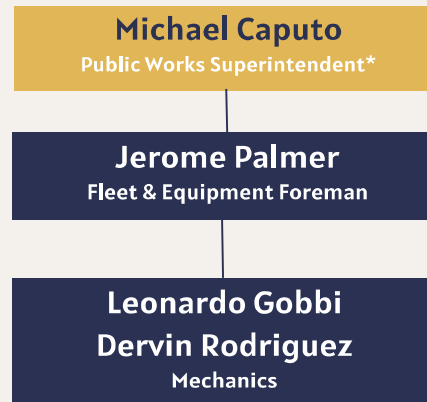 Michael Caputo
Public Works Superintendent*
Jerome Palmer
Fleet & Equipment Foreman
Leonardo Gobbi
Dervin Rodriguez
Mechanics